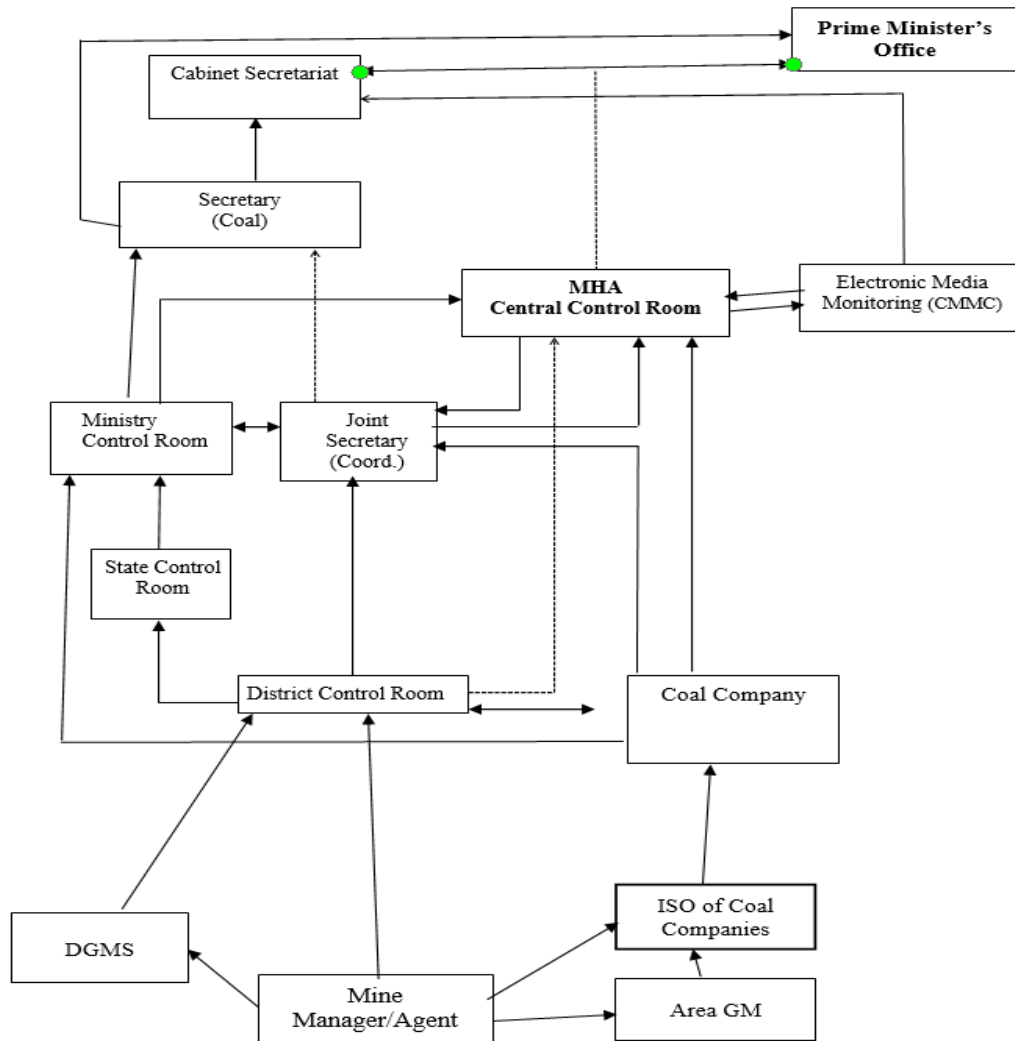 Prime Minister’s
Office
Cabinet Secretariat
Secretary
(Coal)
MHA
Central Control Room
Electronic Media
Monitoring (CMMC)
Ministry
Control Room
Joint
Secretary
(Coord.)
State Control
Room
District Control Room
Coal Company
ISO of Coal
Companies
DGMS
Mine
Manager/Agent
Area GM